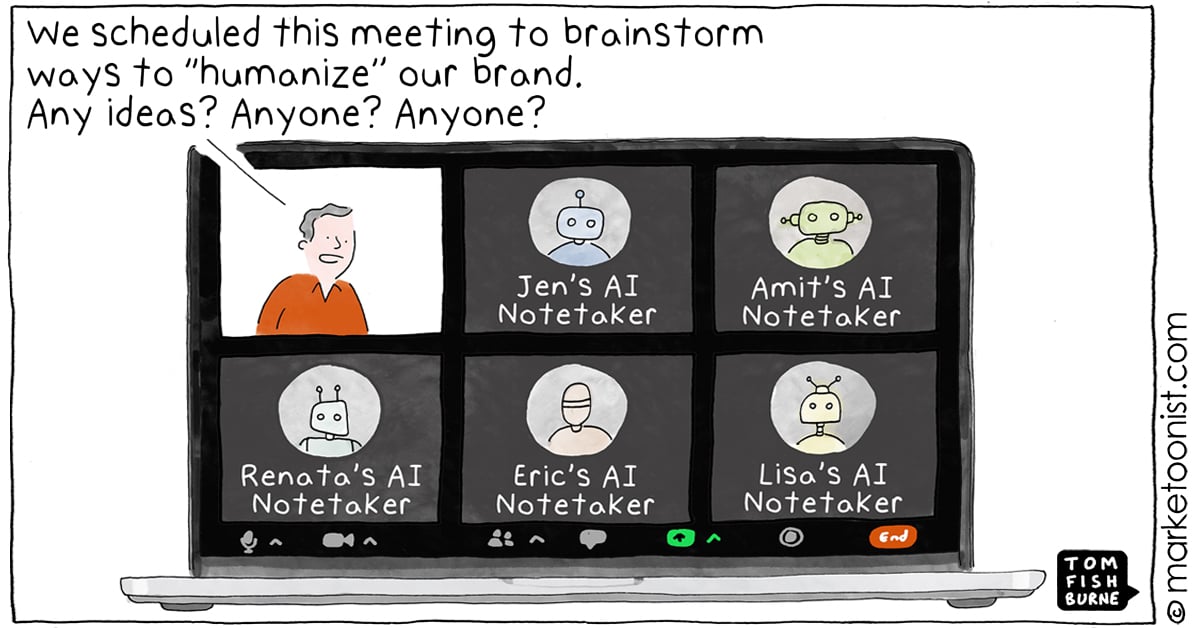 We scheduled this meeting to brainstorm
ways to "humanize" our brand.
Any ideas? Anyone? Anyone?
Jen's AI
Notetaker
Amit's AI
Notetaker
Renata's AI
Notetaker
Eric's AI
Notetaker
Lisa's AI
Notetaker
End
TOM
FISH
BURNE
© marketoonist.com